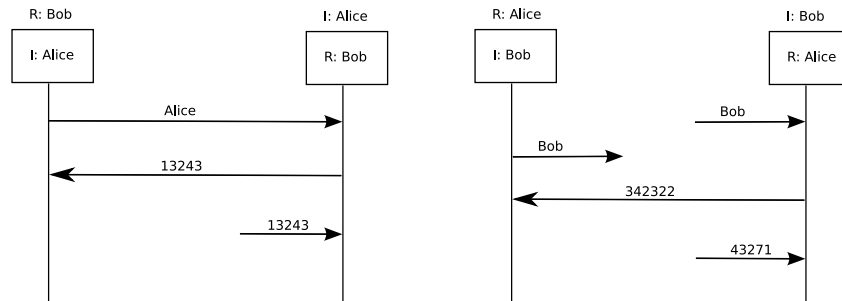 R: Bob
I: Alice
I: Alice
R: Bob
Alice
13243
13243
R: Alice
I: Bob
I: Bob
R: Alice
Bob
Bob
342322
43271